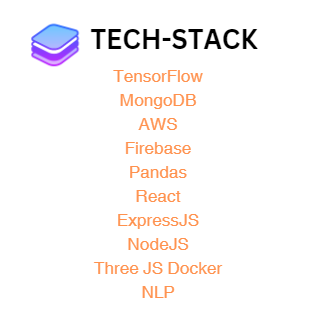 TECH-STACK
TensorFlow
MongoDB
AWS
Firebase
Pandas
React
ExpressJS
NodeJS
Three JS Docker
NLP